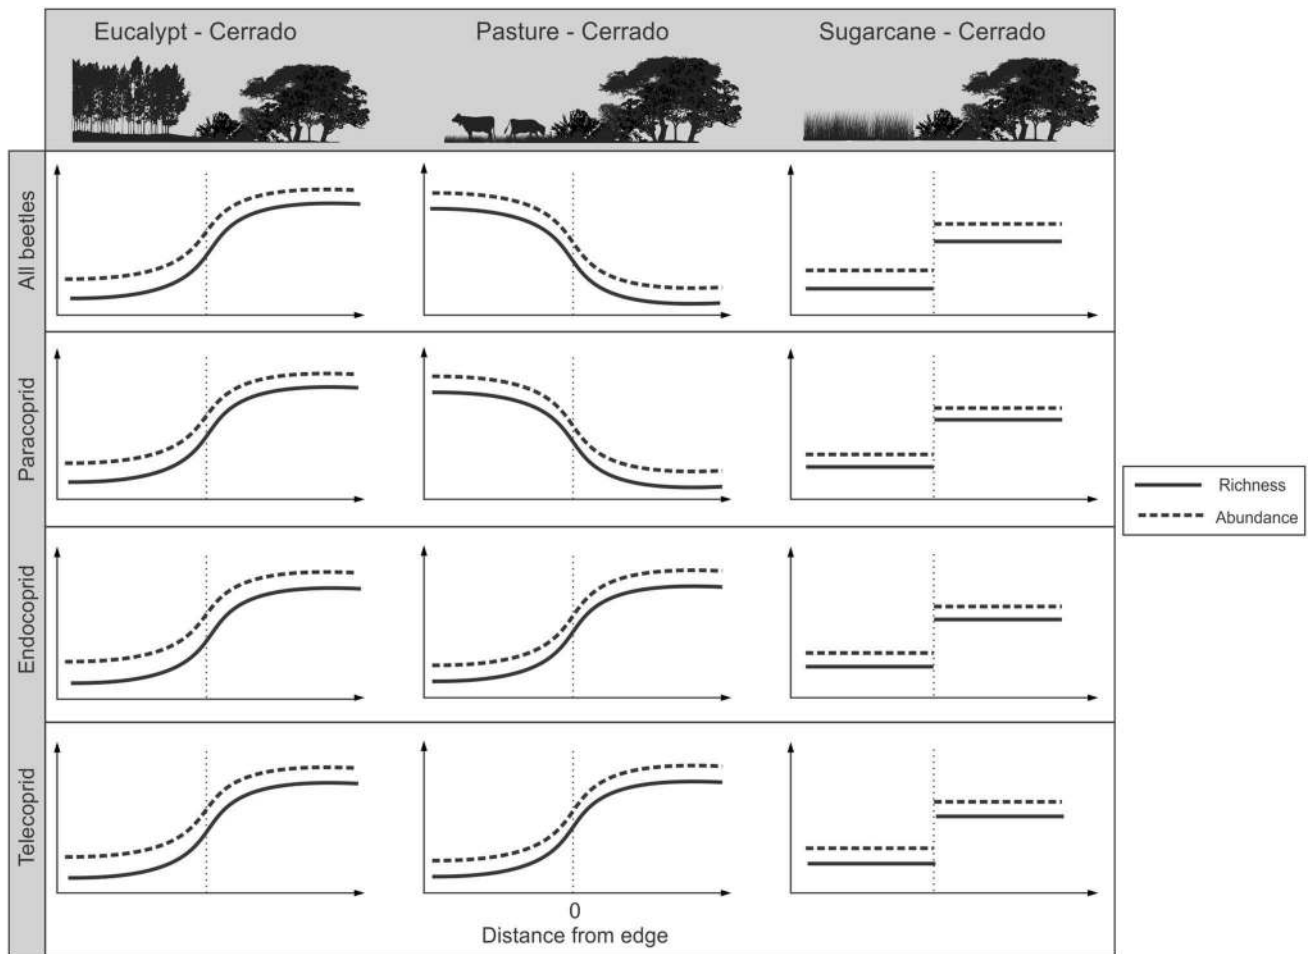 Eucalypt - Cerrado
Pasture - Cerrado
Sugarcane - Cerrado
All beetles
Paracoprid
Endocoprid
Telecoprid
Richness
Abundance
0
Distance from edge